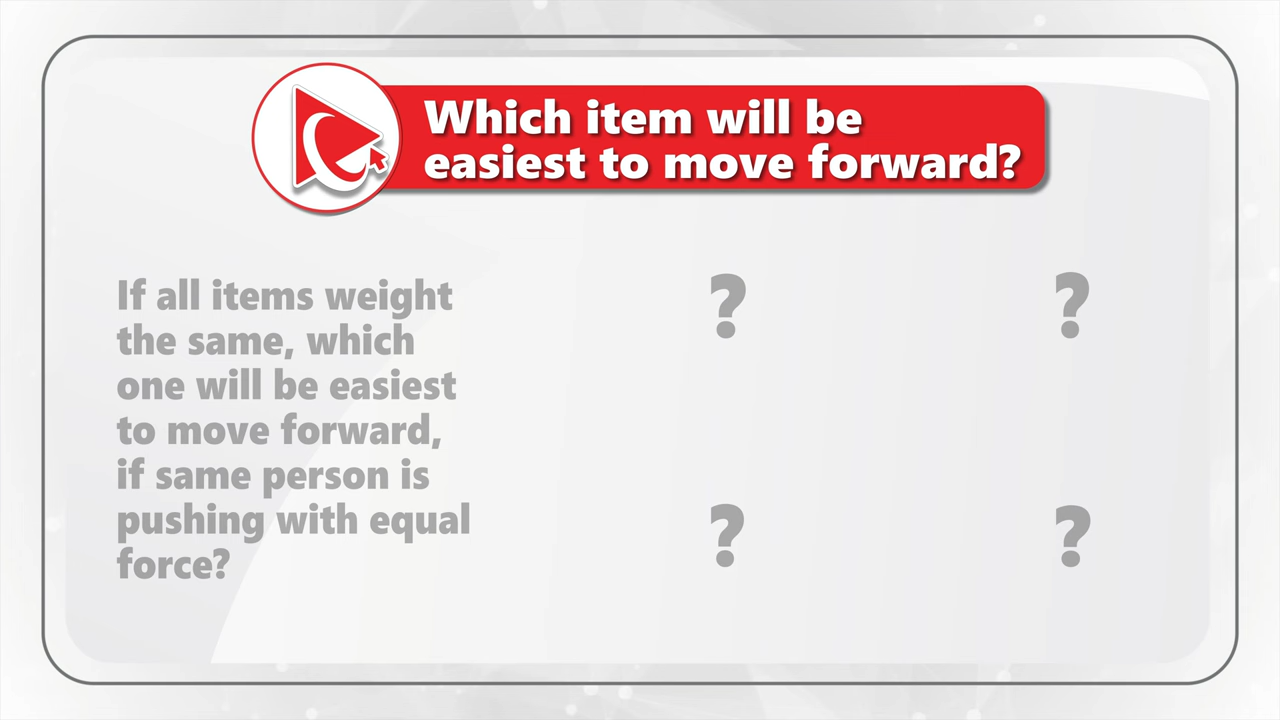 Which item will be
easiest to move forward?
If all items weight
the same, which
one will be easiest
to move forward,
if same person is
pushing with equal
force?
? ?
? ?